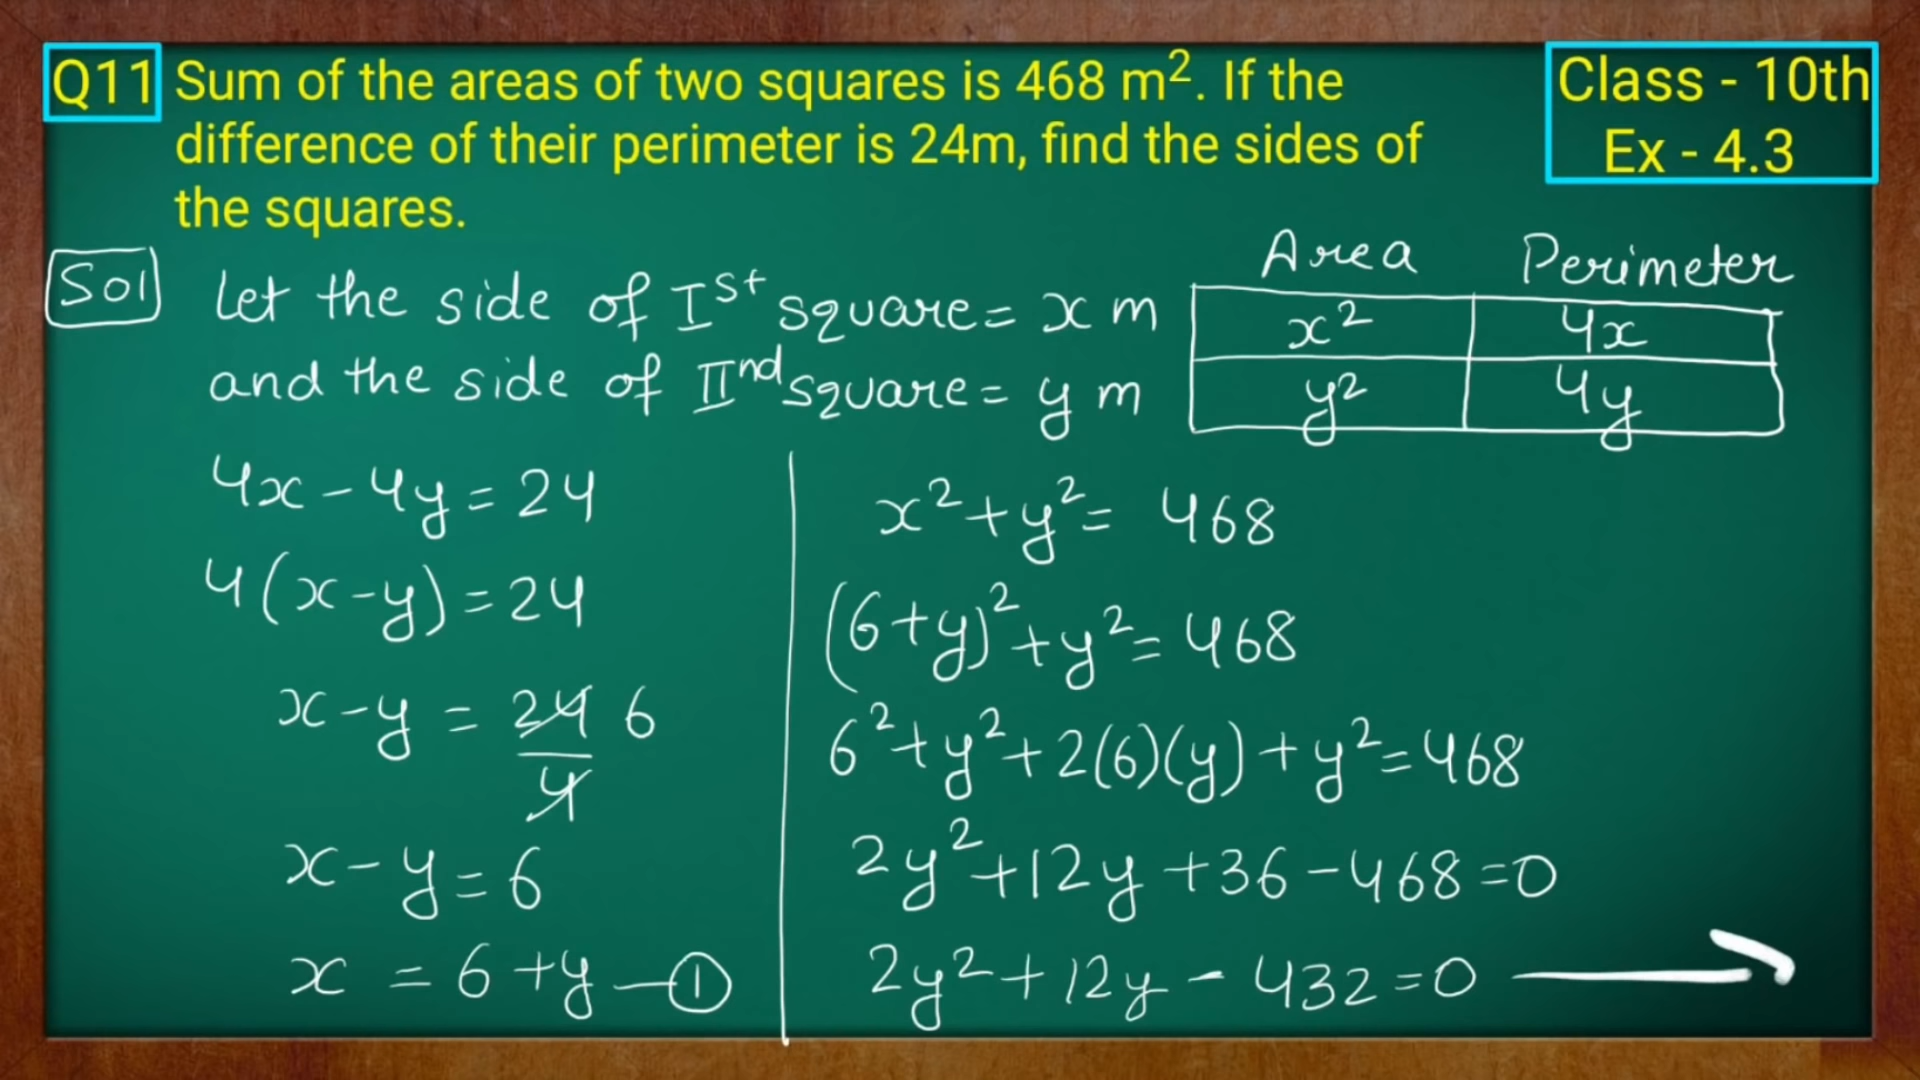 Q11 Sum of the areas of two squares is 468 m². If the
difference of their perimeter is 24m, find the sides of
the squares.
Class - 10th
Ex - 4.3
Sol Let the side of Iˢᵗ square = x m
and the side of IIⁿᵈ square = y m
Area Perimeter
x² 4x
y² 4y
4x - 4y = 24
4(x-y) = 24
x - y = 24/4 6
x - y = 6
x = 6 + y — ①
x² + y² = 468
(6+y)² + y² = 468
6² + y² + 2(6)(y) + y² = 468
2y² + 12y + 36 - 468 = 0
2y² + 12y - 432 = 0 →